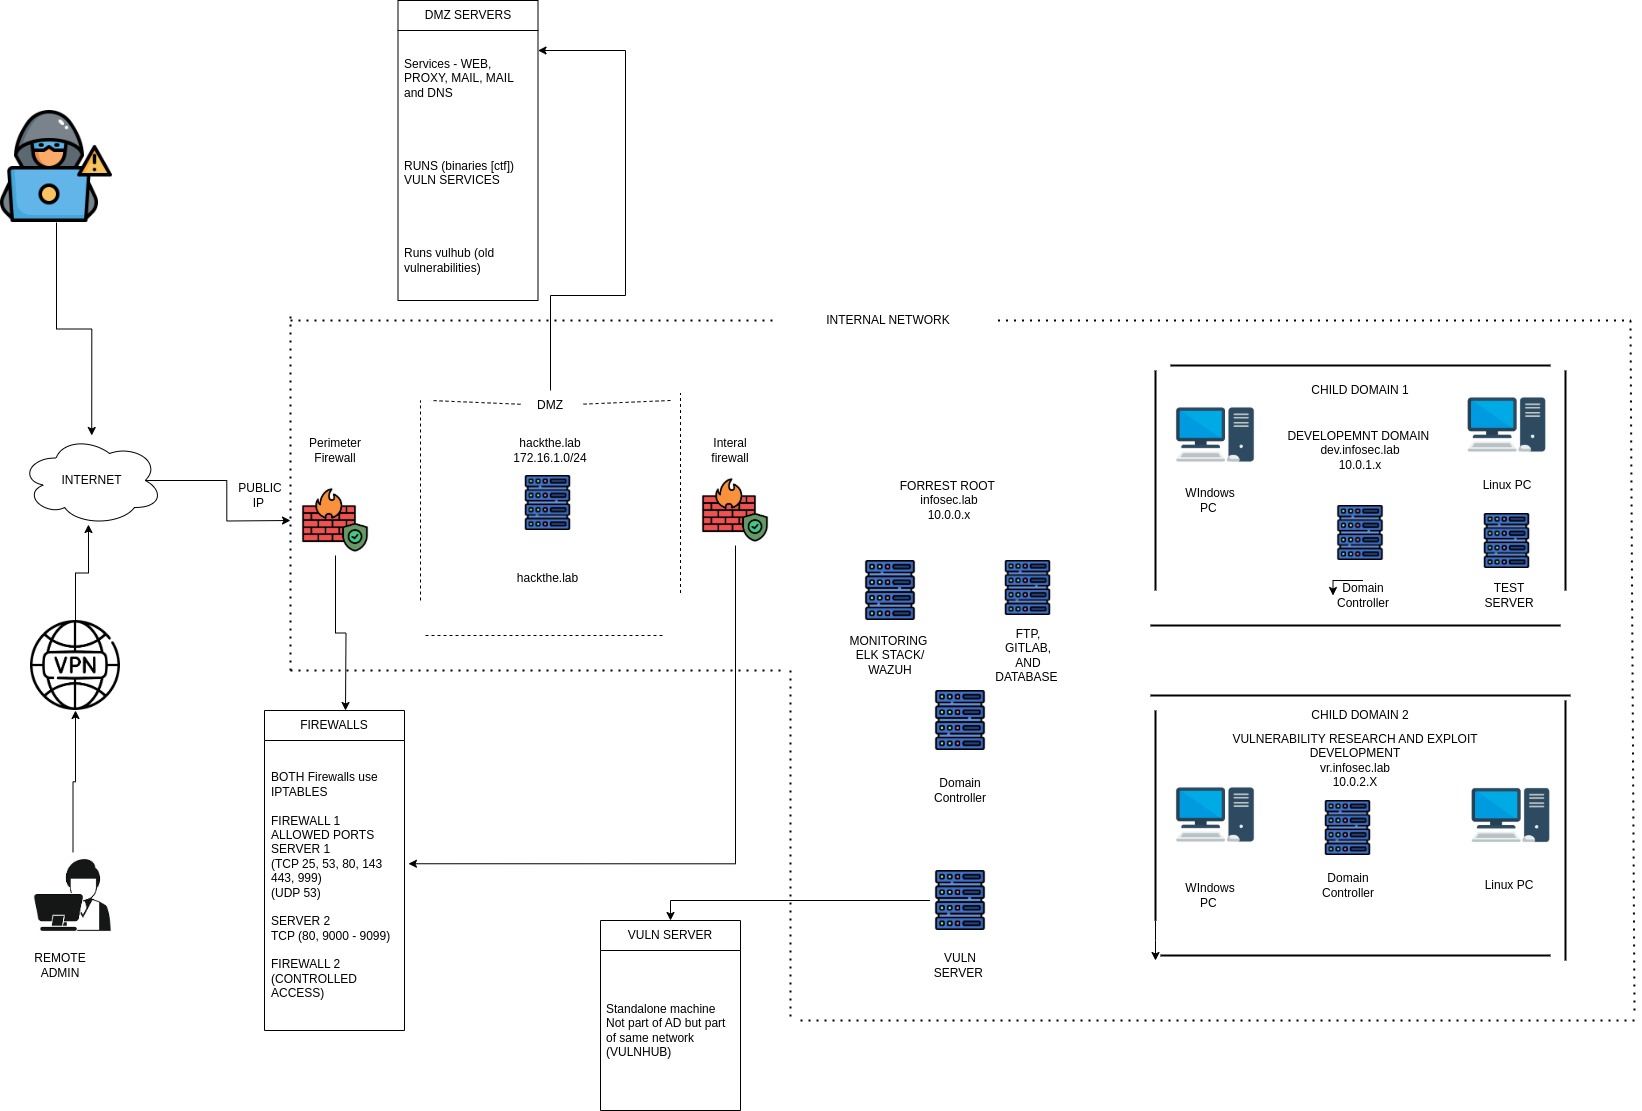 DMZ SERVERS
Services - WEB,
PROXY, MAIL, MAIL
and DNS
RUNS (binaries [ctf])
VULN SERVICES
Runs vulhub (old
vulnerabilities)
INTERNET
PUBLIC
IP
VPN
REMOTE
ADMIN
INTERNAL NETWORK
Perimeter
Firewall
DMZ
hackthe.lab
172.16.1.0/24
hackthe.lab
Interal
firewall
FIREWALLS
BOTH Firewalls use
IPTABLES
FIREWALL 1
ALLOWED PORTS
SERVER 1
(TCP 25, 53, 80, 143
443, 999)
(UDP 53)
SERVER 2
TCP (80, 9000 - 9099)
FIREWALL 2
(CONTROLLED
ACCESS)
FORREST ROOT
infosec.lab
10.0.0.x
MONITORING
ELK STACK/
WAZUH
FTP,
GITLAB,
AND
DATABASE
Domain
Controller
VULN
SERVER
VULN SERVER
Standalone machine
Not part of AD but part
of same network
(VULNHUB)
CHILD DOMAIN 1
DEVELOPEMNT DOMAIN
dev.infosec.lab
10.0.1.x
WIndows
PC
Linux PC
Domain
Controller
TEST
SERVER
CHILD DOMAIN 2
VULNERABILITY RESEARCH AND EXPLOIT
DEVELOPMENT
vr.infosec.lab
10.0.2.X
WIndows
PC
Domain
Controller
Linux PC